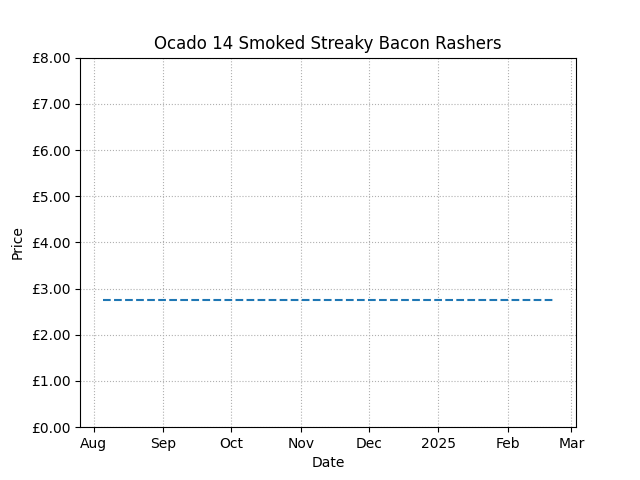 Ocado 14 Smoked Streaky Bacon Rashers
£8.00
£7.00
£6.00
£5.00
£4.00
£3.00
£2.00
£1.00
£0.00
Price
Aug Sep Oct Nov Dec 2025 Feb Mar
Date